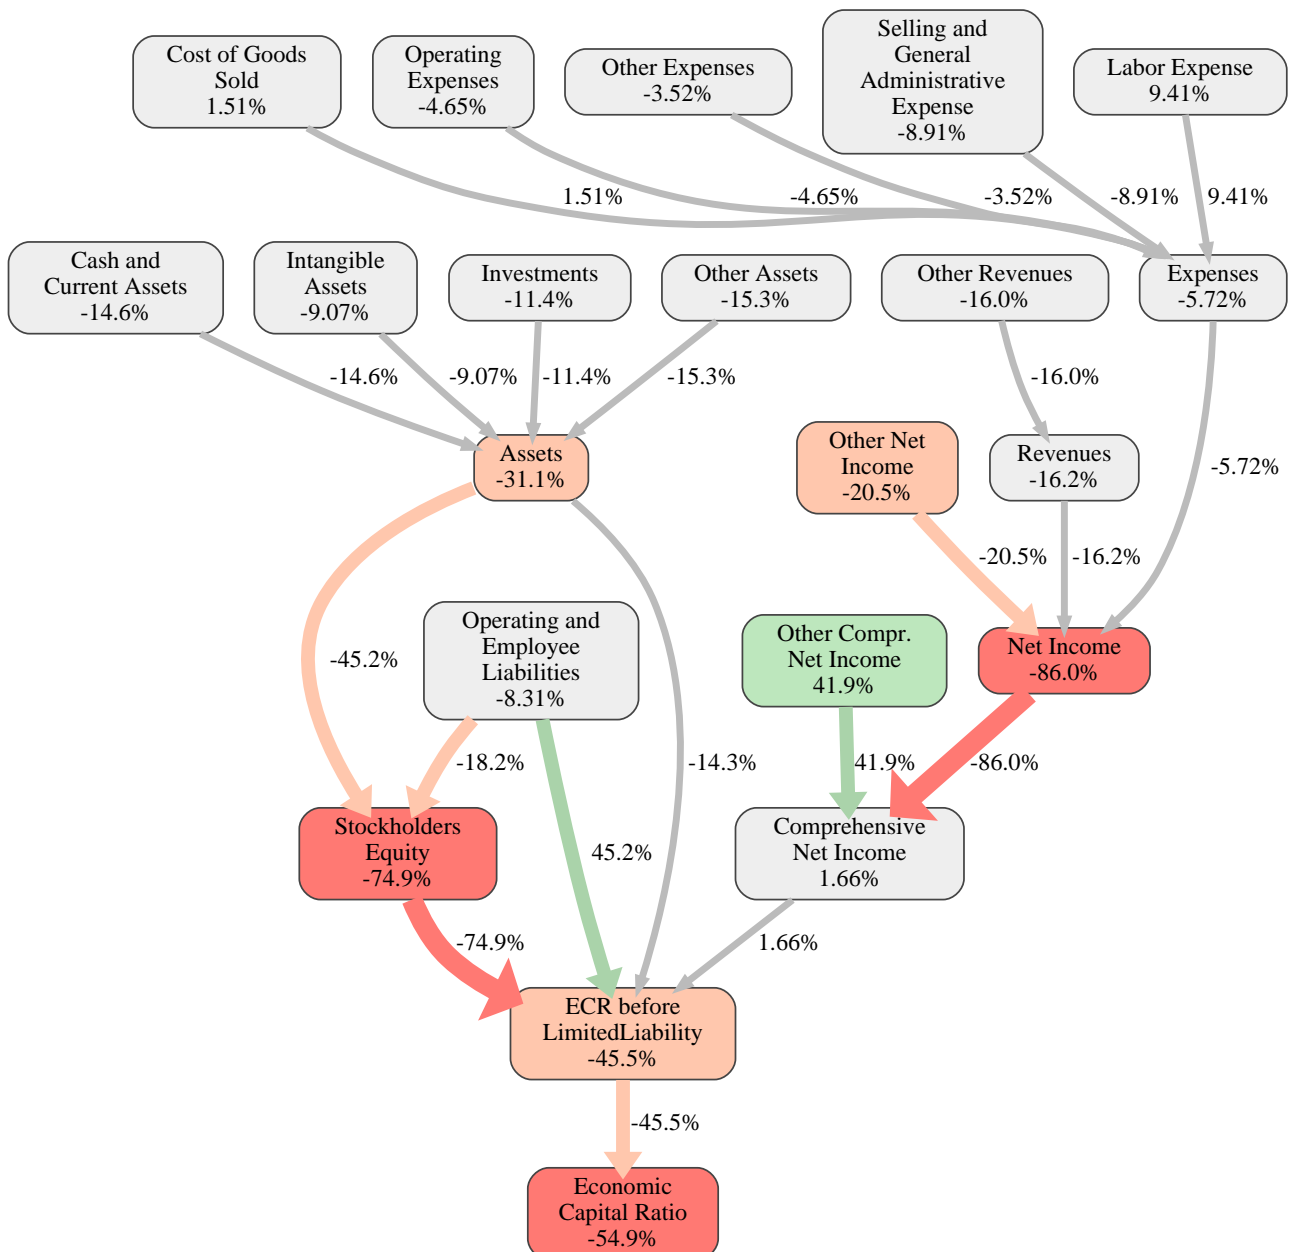 Cost of Goods
Sold
1.51%
Operating
Expenses
-4.65%
Other Expenses
-3.52%
Selling and
General
Administrative
Expense
-8.91%
Labor Expense
9.41%
1.51%
-4.65%
-3.52%
-8.91%
9.41%
Cash and
Current Assets
-14.6%
Intangible
Assets
-9.07%
Investments
-11.4%
Other Assets
-15.3%
Other Revenues
-16.0%
Expenses
-5.72%
-14.6%
-9.07%
-11.4%
-15.3%
-16.0%
-5.72%
Assets
-31.1%
Other Net
Income
-20.5%
Revenues
-16.2%
-20.5%
-16.2%
-45.2%
Operating and
Employee
Liabilities
-8.31%
Other Compr.
Net Income
41.9%
Net Income
-86.0%
-18.2%
-14.3%
41.9%
-86.0%
Stockholders
Equity
-74.9%
45.2%
Comprehensive
Net Income
1.66%
-74.9%
1.66%
ECR before
LimitedLiability
-45.5%
-45.5%
Economic
Capital Ratio
-54.9%